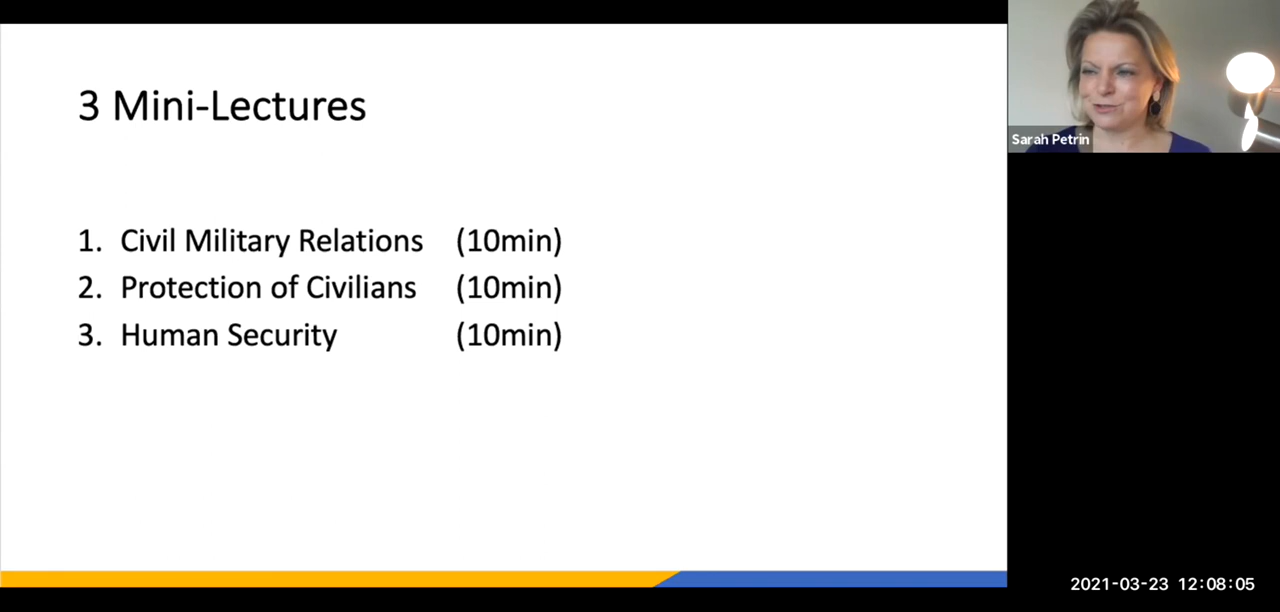 3 Mini-Lectures
1. Civil Military Relations (10min)
2. Protection of Civilians (10min)
3. Human Security (10min)
Sarah Petrin
2021-03-23 12:08:05